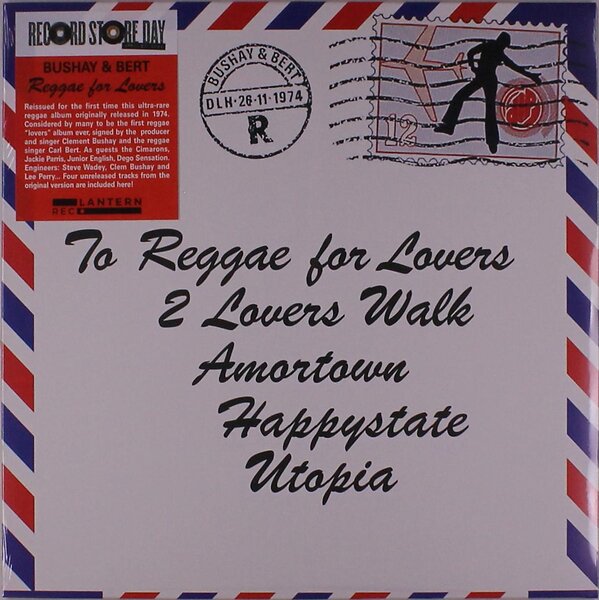 RECORD STORE DAY
BUSHAY & BERT
Reggae for Lovers
Reissued for the first time this ultra-rare
reggae album originally released in 1974.
Considered by many to be the first reggae
"lovers" album ever, signed by the producer
and singer Clement Bushay and the reggae
singer Carl Bert. As guests the Cimarons,
Jackie Parris, Junior English, Dego Sensation.
Engineers: Steve Wadey, Clem Bushay and
Lee Perry... Four unreleased tracks from the
original version are included here!
LANTERN
REC
BUSHAY & BERT
DLH·26·11·1974
R
12
To Reggae for Lovers
2 Lovers Walk
Amortown
Happystate
Utopia